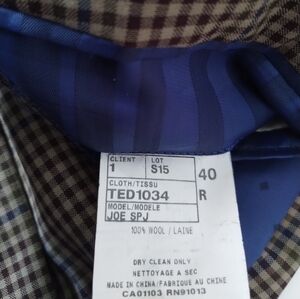 CLIENT LOT
1 S15 40
CLOTH/TISSU
TED1034 R
MODEL/MODELE
JOE SPJ
100% WOOL / LAINE
DRY CLEAN ONLY
NETTOYAGE A SEC
MADE IN CHINA/FABRIQUE AU CHINE
CA01103 RN91013